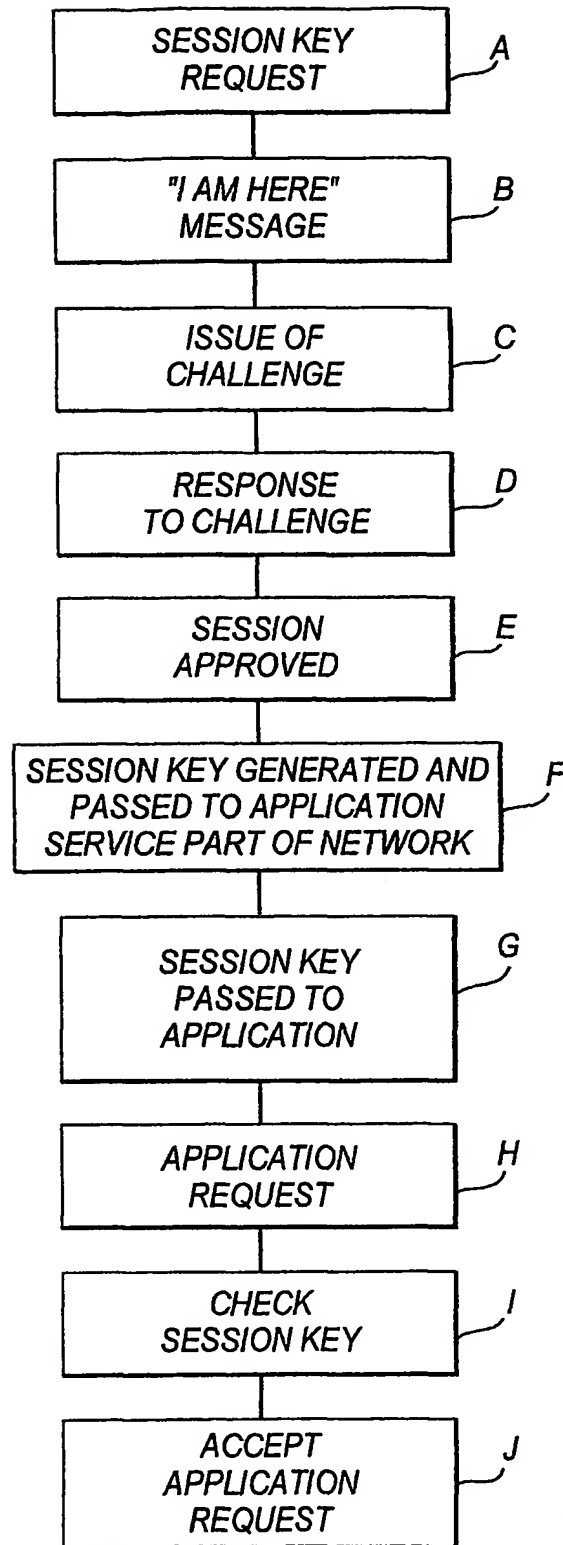 SESSION KEY
REQUEST
A
"I AM HERE"
MESSAGE
B
ISSUE OF
CHALLENGE
C
RESPONSE
TO CHALLENGE
D
SESSION
APPROVED
E
SESSION KEY GENERATED AND
PASSED TO APPLICATION
SERVICE PART OF NETWORK
F
SESSION KEY
PASSED TO
APPLICATION
G
APPLICATION
REQUEST
H
CHECK
SESSION KEY
I
ACCEPT
APPLICATION
REQUEST
J